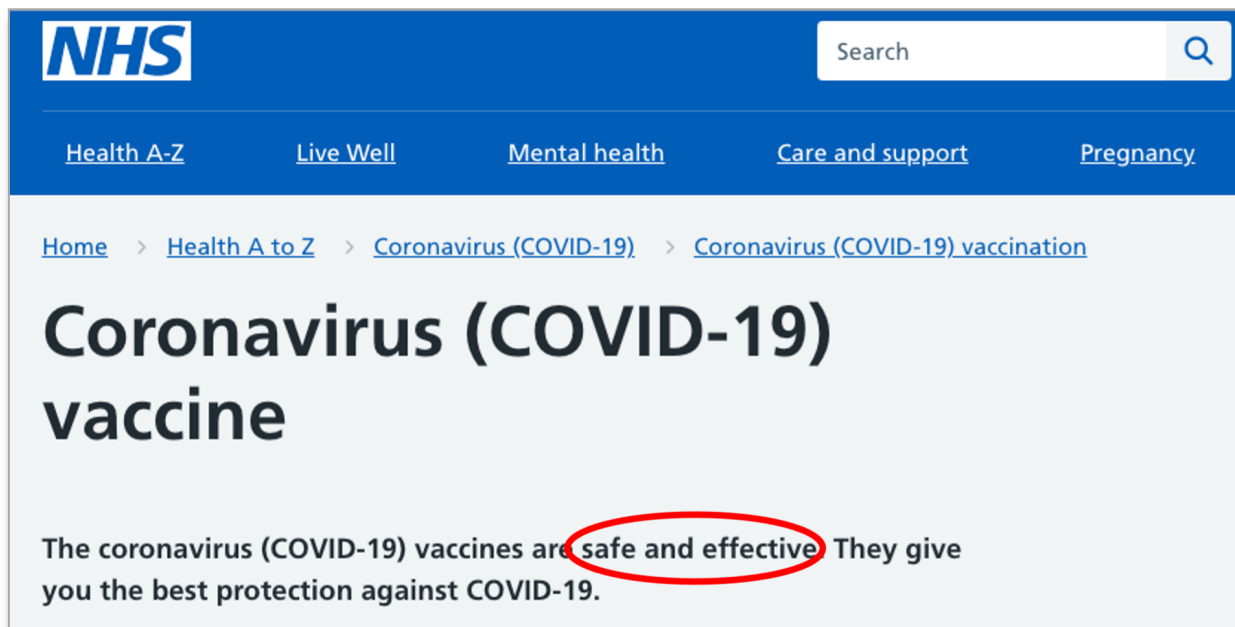 NHS
Search
Health A-Z Live Well Mental health Care and support Pregnancy
Home > Health A to Z > Coronavirus (COVID-19) > Coronavirus (COVID-19) vaccination
Coronavirus (COVID-19)
vaccine
The coronavirus (COVID-19) vaccines are safe and effective. They give
you the best protection against COVID-19.